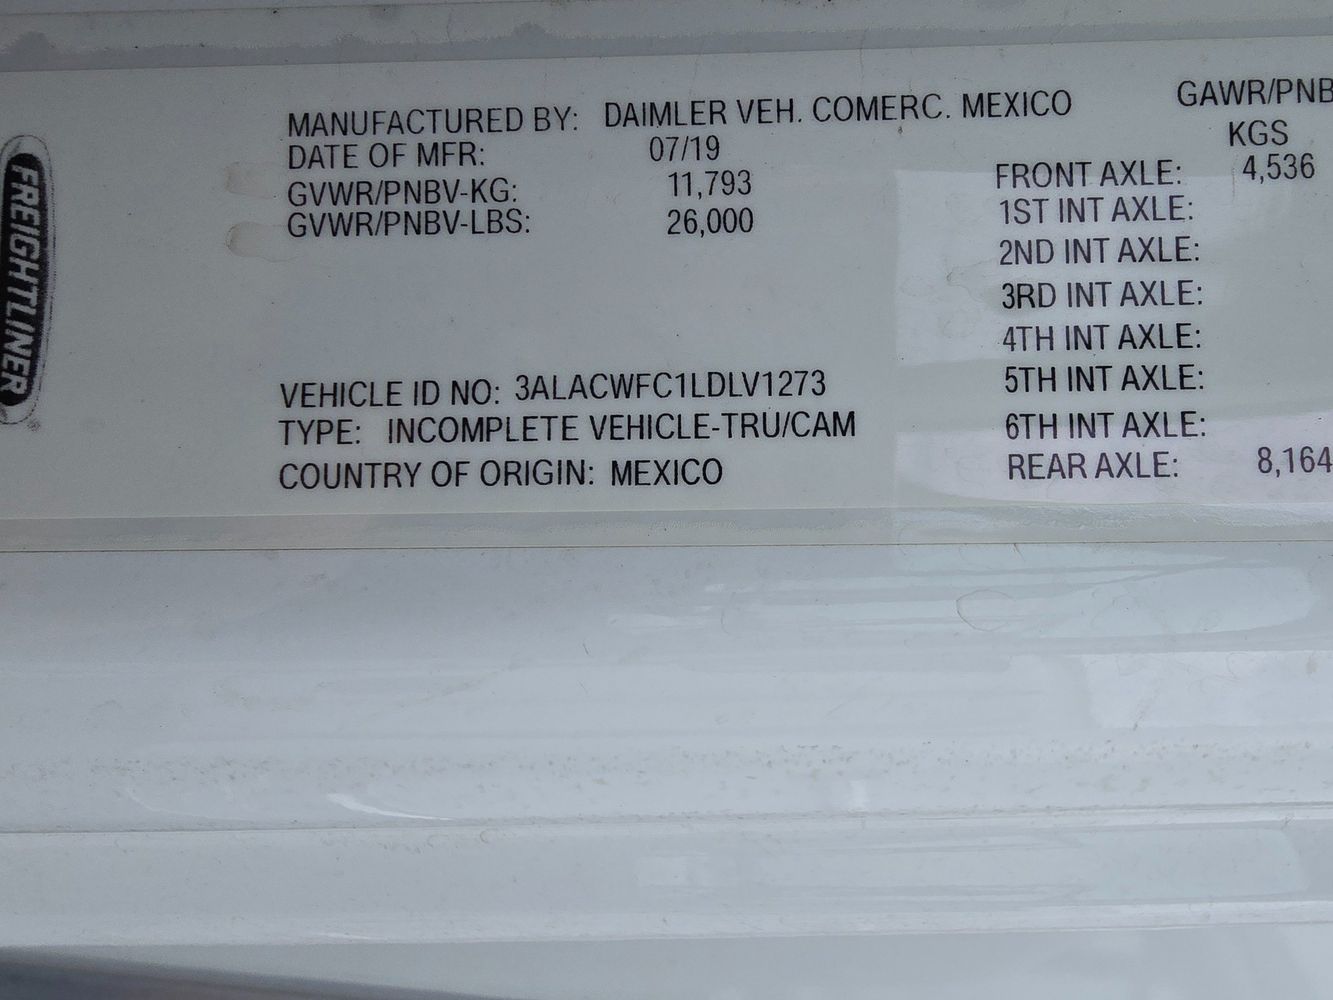 FREIGHTLINER
MANUFACTURED BY: DAIMLER VEH. COMERC. MEXICO
DATE OF MFR: 07/19
GVWR/PNBV-KG: 11,793
GVWR/PNBV-LBS: 26,000
VEHICLE ID NO: 3ALACWFC1LDLV1273
TYPE: INCOMPLETE VEHICLE-TRU/CAM
COUNTRY OF ORIGIN: MEXICO
GAWR/PNB
KGS
FRONT AXLE: 4,536
1ST INT AXLE:
2ND INT AXLE:
3RD INT AXLE:
4TH INT AXLE:
5TH INT AXLE:
6TH INT AXLE:
REAR AXLE: 8,164